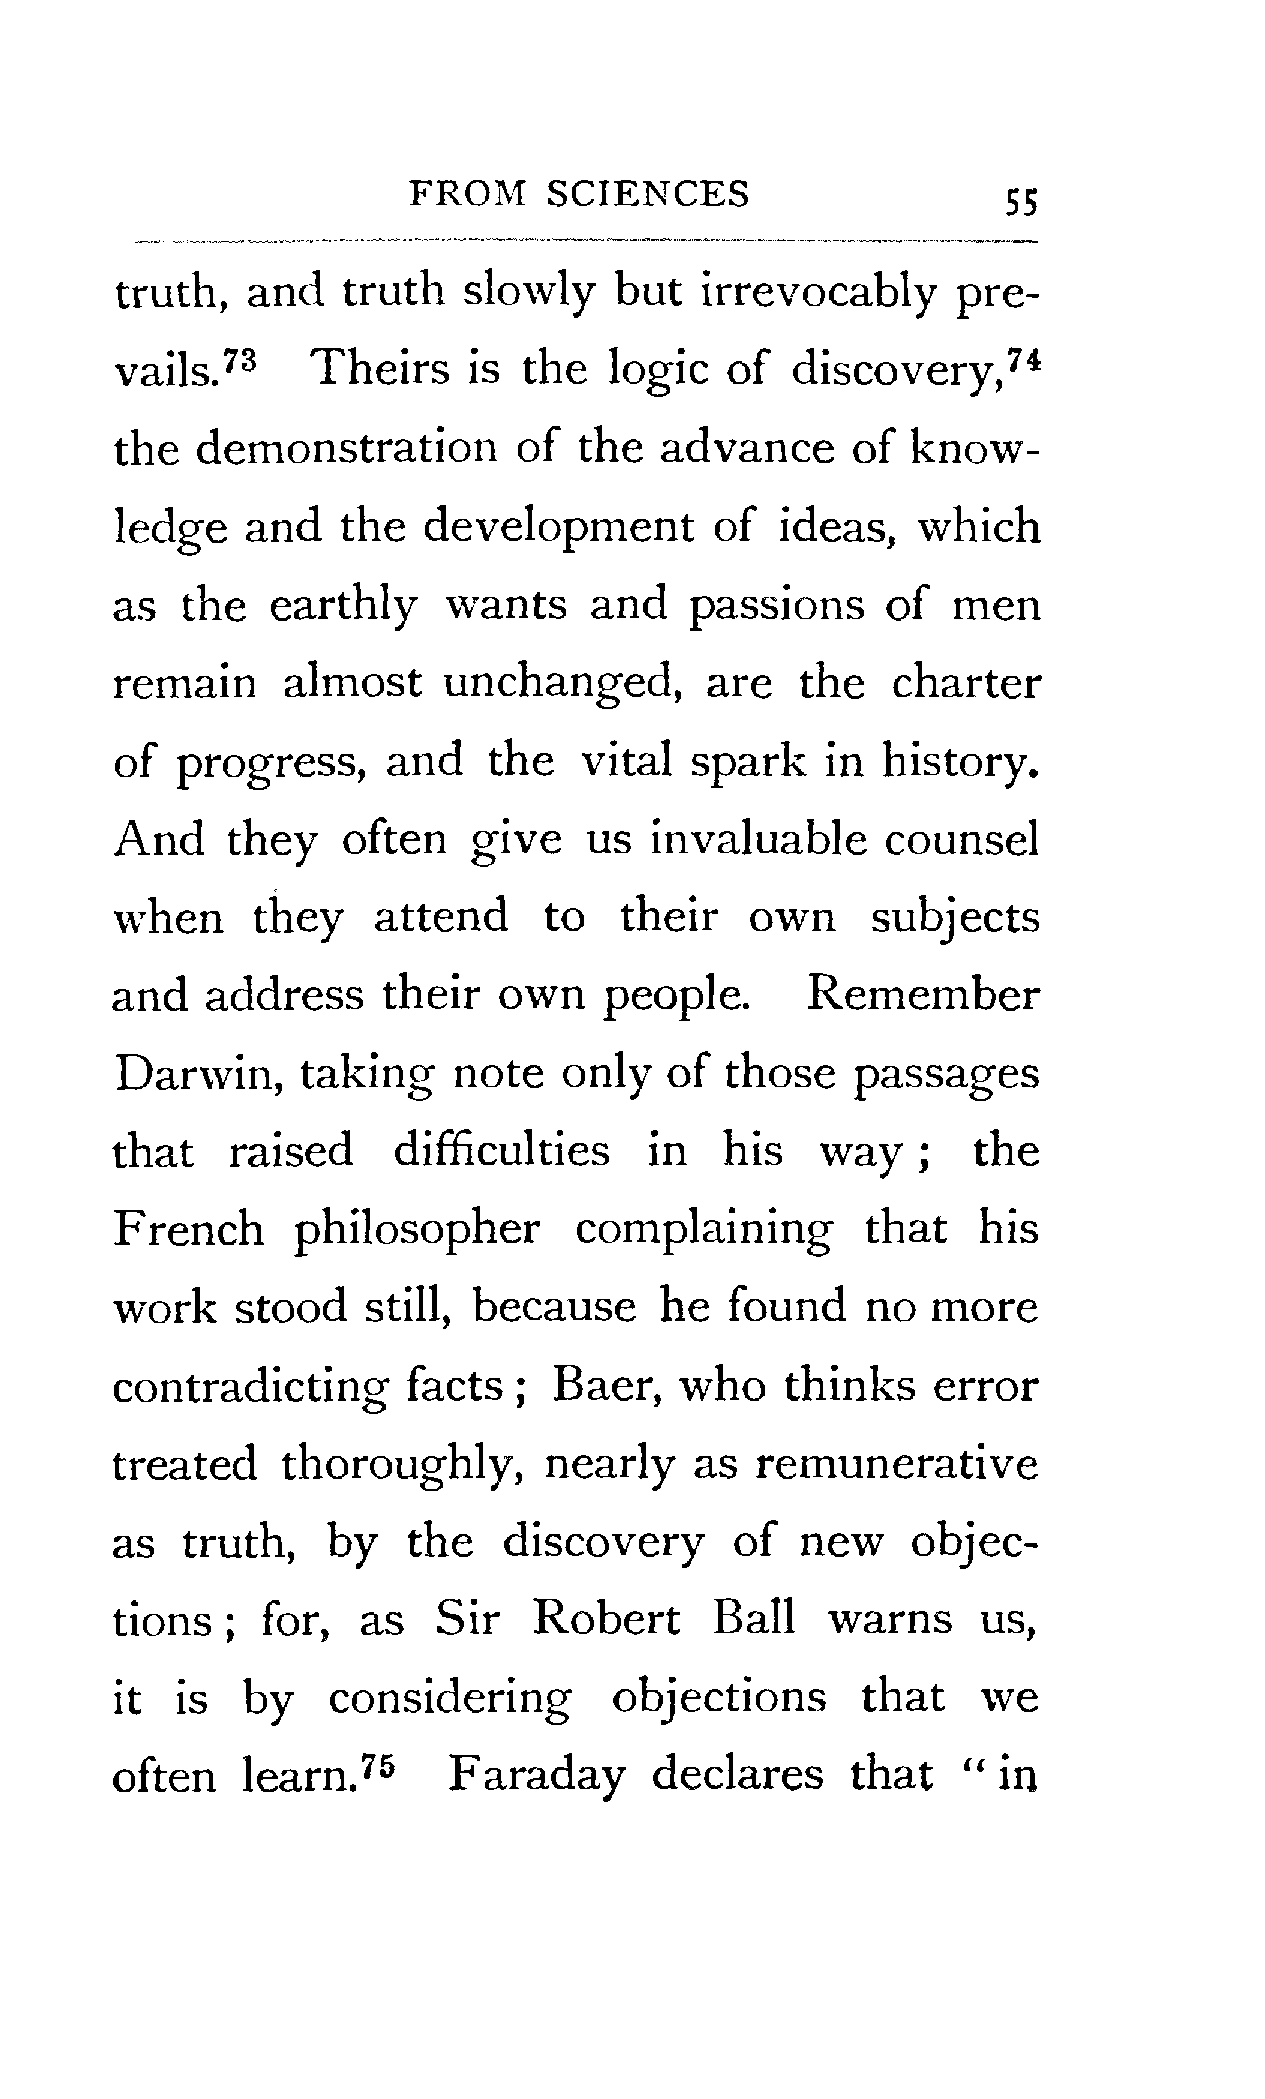 FROM SCIENCES 55
truth, and truth slowly but irrevocably pre-
vails.⁷³ Theirs is the logic of discovery,⁷⁴
the demonstration of the advance of know-
ledge and the development of ideas, which
as the earthly wants and passions of men
remain almost unchanged, are the charter
of progress, and the vital spark in history.
And they often give us invaluable counsel
when they attend to their own subjects
and address their own people. Remember
Darwin, taking note only of those passages
that raised difficulties in his way ; the
French philosopher complaining that his
work stood still, because he found no more
contradicting facts ; Baer, who thinks error
treated thoroughly, nearly as remunerative
as truth, by the discovery of new objec-
tions ; for, as Sir Robert Ball warns us,
it is by considering objections that we
often learn.⁷⁵ Faraday declares that “ in